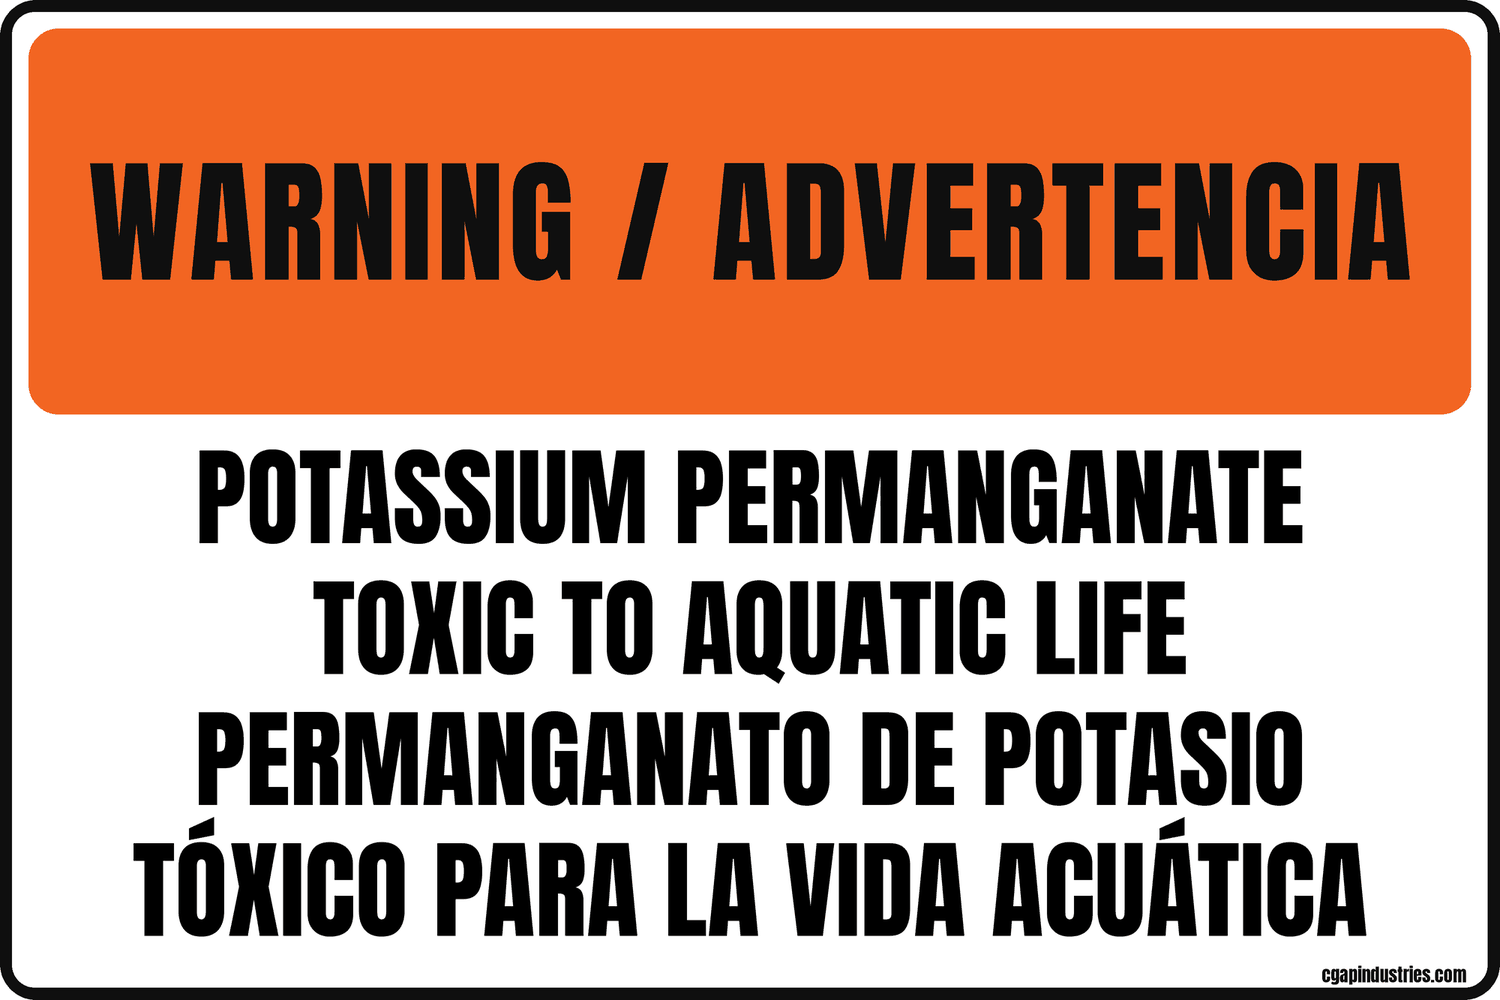 WARNING / ADVERTENCIA
POTASSIUM PERMANGANATE
TOXIC TO AQUATIC LIFE
PERMANGANATO DE POTASIO
TÓXICO PARA LA VIDA ACUÁTICA
cgapindustries.com